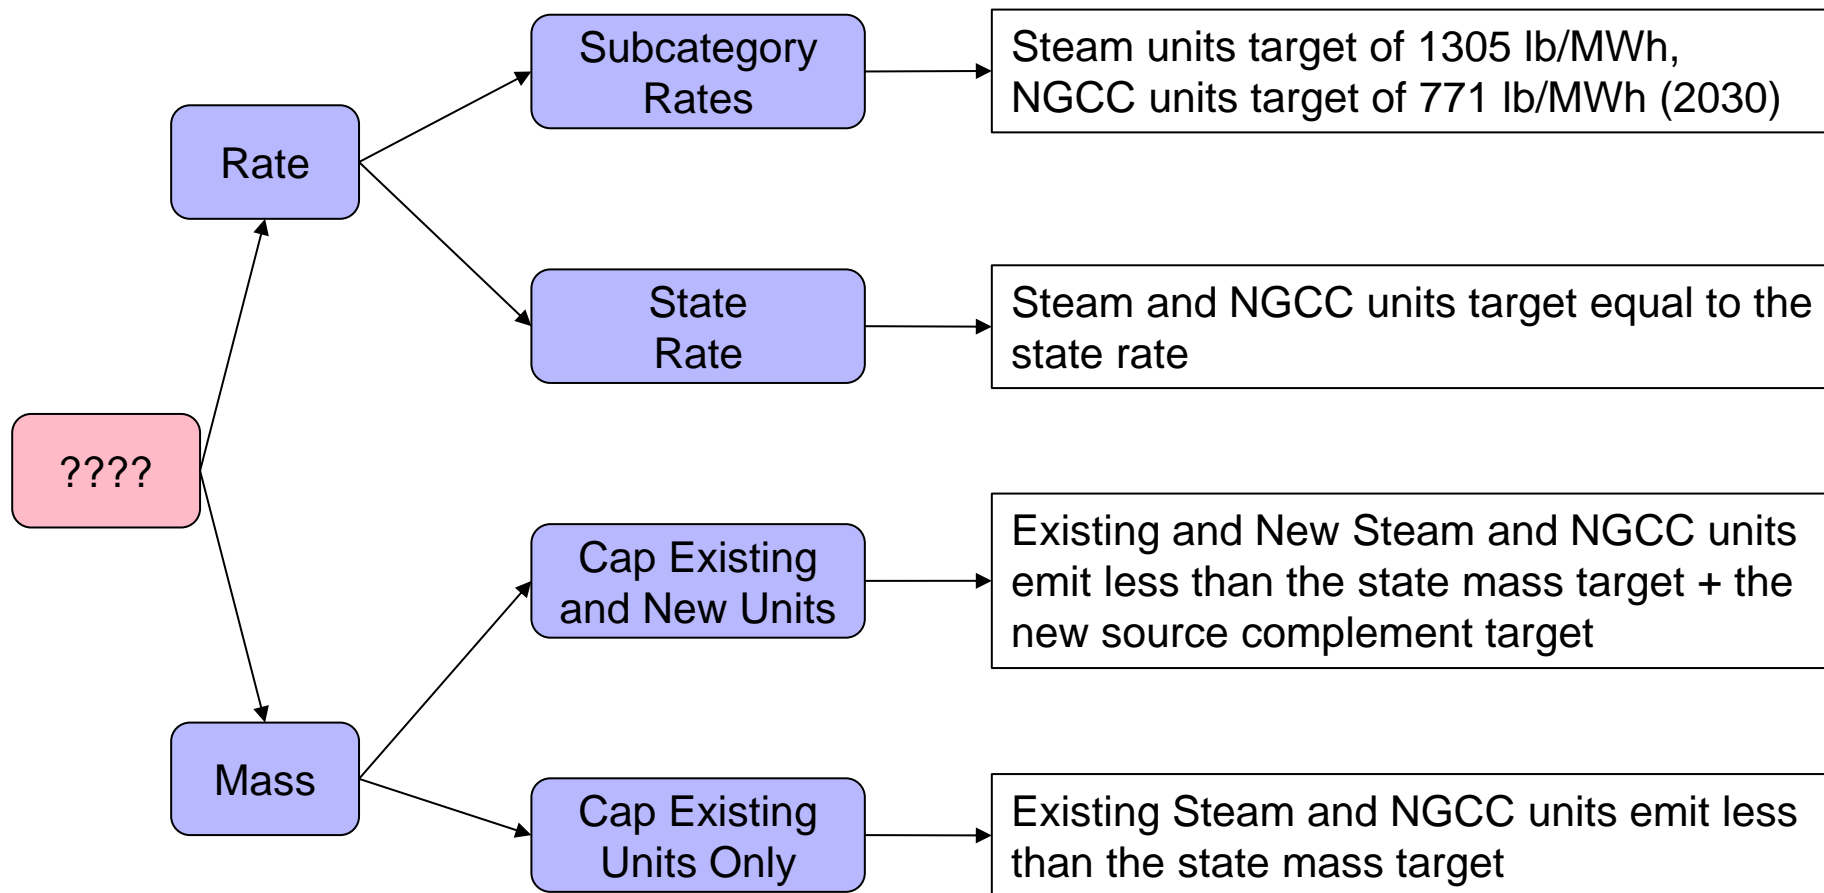 Subcategory
Rates
Steam units target of 1305 lb/MWh,
NGCC units target of 771 lb/MWh (2030)
Rate
State
Rate
Steam and NGCC units target equal to the
state rate
????
Cap Existing
and New Units
Existing and New Steam and NGCC units
emit less than the state mass target + the
new source complement target
Mass
Cap Existing
Units Only
Existing Steam and NGCC units emit less
than the state mass target